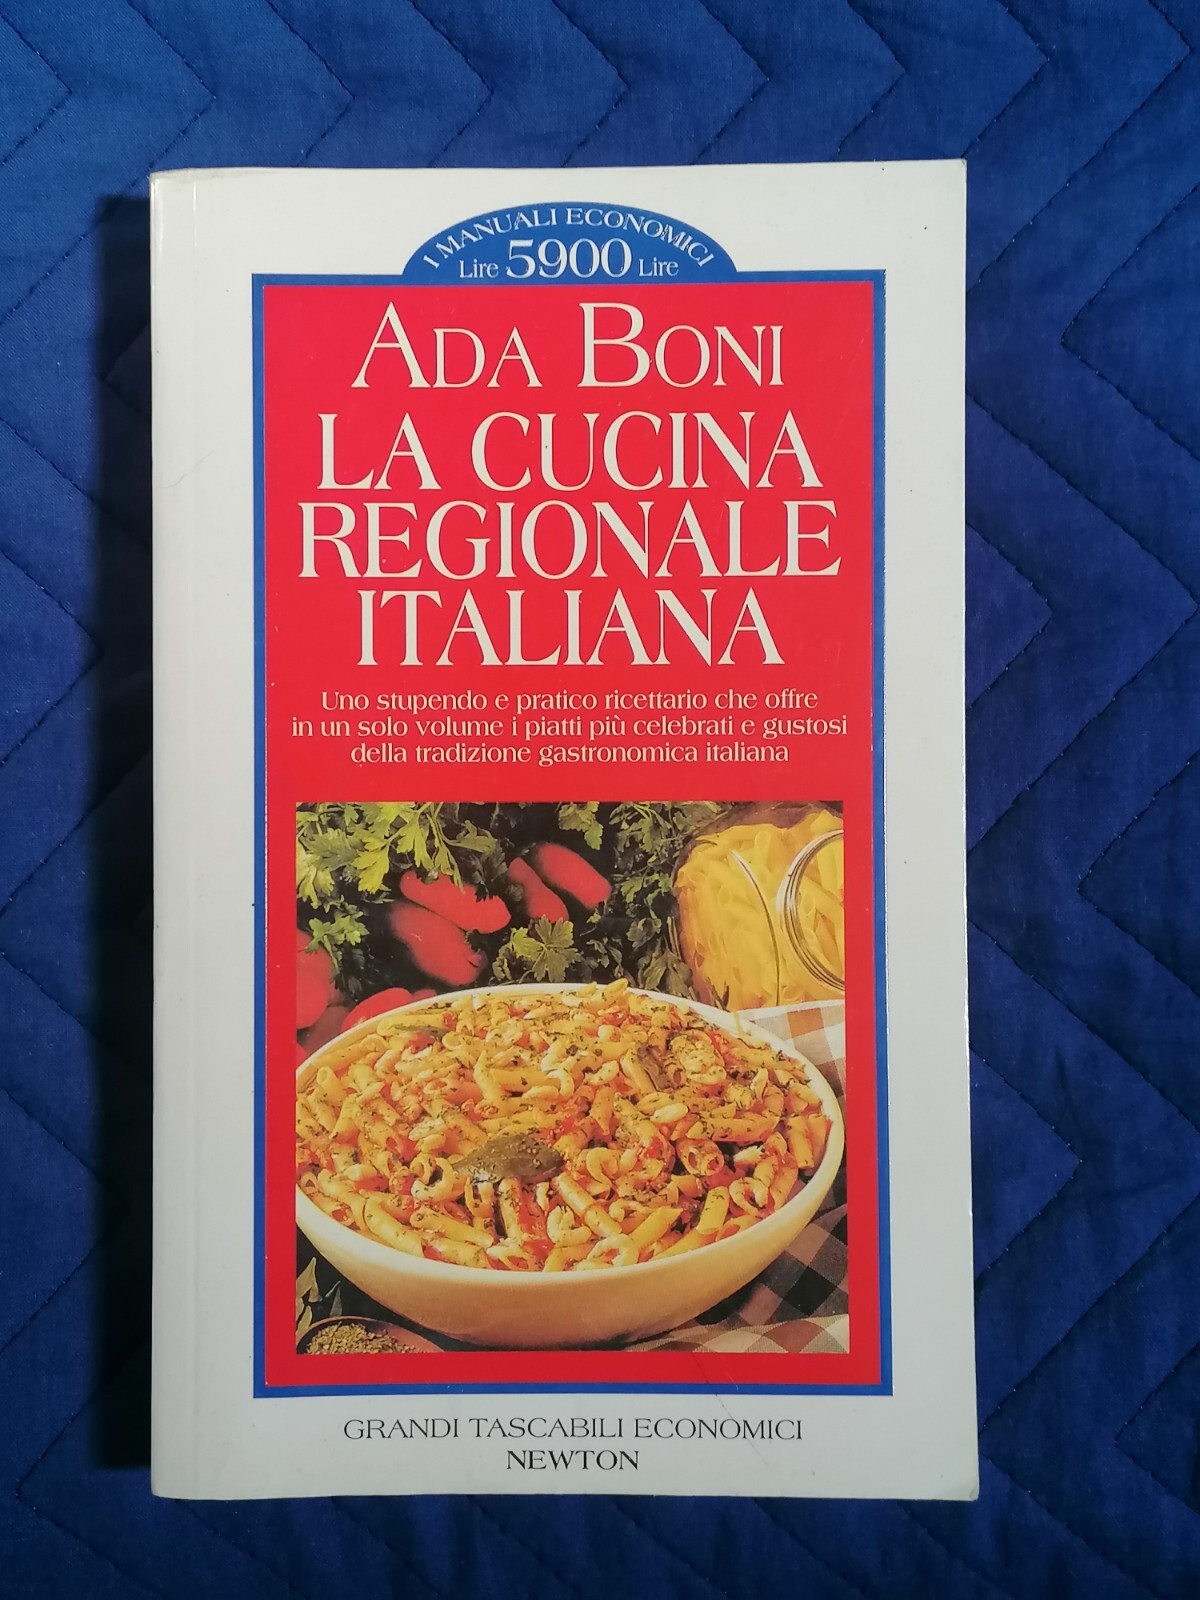 I MANUALI ECONOMICI
Lire 5900 Lire
ADA BONI
LA CUCINA
REGIONALE
ITALIANA
Uno stupendo e pratico ricettario che offre
in un solo volume i piatti più celebrati e gustosi
della tradizione gastronomica italiana
GRANDI TASCABILI ECONOMICI
NEWTON